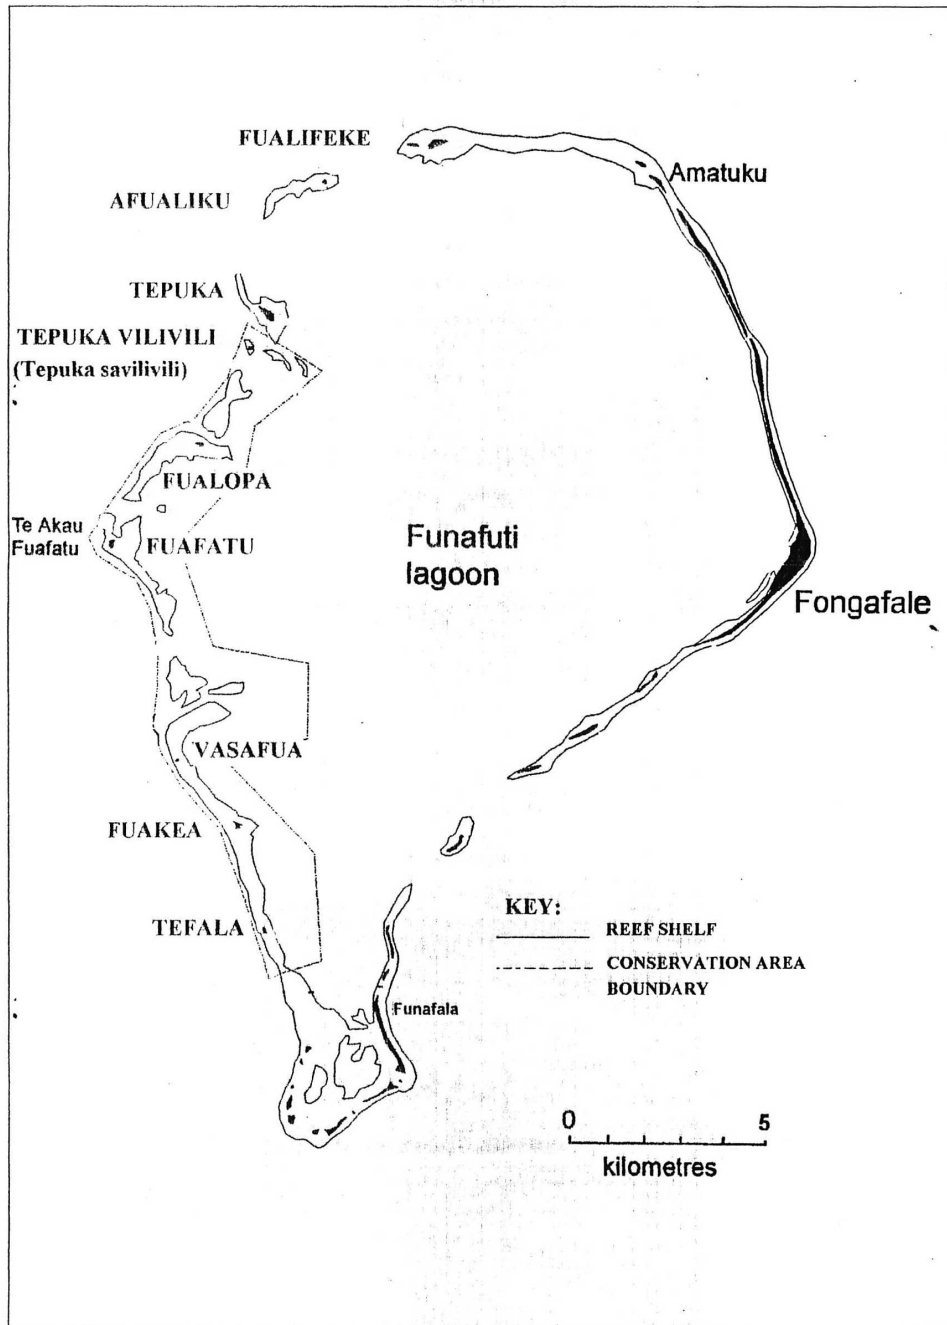 FUALIFEKE
Amatuku
AFUALIKU
TEPUKA
TEPUKA VILIVILI
(Tepuka savilivili)
FUALOPA
Te Akau
Fuafatu
FUAFATU
Funafuti
lagoon
Fongafale
VASAFUA
FUAKEA
TEFALA
KEY:
REEF SHELF
CONSERVATION AREA
BOUNDARY
Funafala
0 5
kilometres